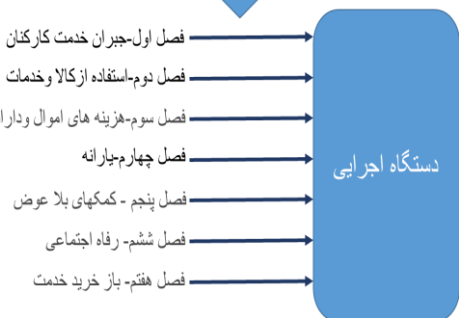 فصل اول-جبران خدمت کارکنان
فصل دوم-استفاده ازکالا وخدمات
فصل سوم-هزینه های اموال ودارا
فصل چهارم-یارانه
فصل پنجم - کمکهای بلا عوض
فصل ششم- رفاه اجتماعی
فصل هفتم- باز خرید خدمت
دستگاه اجرایی